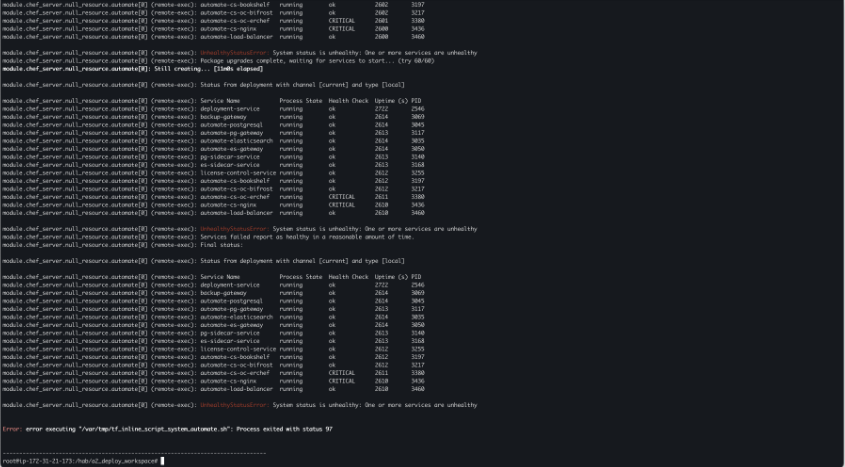 module.chef_server.null_resource.automate[0] (remote-exec): automate-cs-bookshelf running ok 2602 3197
module.chef_server.null_resource.automate[0] (remote-exec): automate-cs-oc-bifrost running ok 2602 3217
module.chef_server.null_resource.automate[0] (remote-exec): automate-cs-oc-erchef running CRITICAL 2601 3380
module.chef_server.null_resource.automate[0] (remote-exec): automate-cs-nginx running CRITICAL 2600 3436
module.chef_server.null_resource.automate[0] (remote-exec): automate-load-balancer running ok 2600 3460
module.chef_server.null_resource.automate[0] (remote-exec): UnhealthyStatusError: System status is unhealthy: One or more services are unhealthy
module.chef_server.null_resource.automate[0] (remote-exec): Package upgrades complete, waiting for services to start... (try 60/60)
module.chef_server.null_resource.automate[0]: Still creating... [11m0s elapsed]
module.chef_server.null_resource.automate[0] (remote-exec): Status from deployment with channel [current] and type [local]
module.chef_server.null_resource.automate[0] (remote-exec): Service Name Process State Health Check Uptime (s) PID
module.chef_server.null_resource.automate[0] (remote-exec): deployment-service running ok 2722 2546
module.chef_server.null_resource.automate[0] (remote-exec): backup-gateway running ok 2614 3069
module.chef_server.null_resource.automate[0] (remote-exec): automate-postgresql running ok 2614 3045
module.chef_server.null_resource.automate[0] (remote-exec): automate-pg-gateway running ok 2613 3117
module.chef_server.null_resource.automate[0] (remote-exec): automate-elasticsearch running ok 2614 3035
module.chef_server.null_resource.automate[0] (remote-exec): automate-es-gateway running ok 2614 3050
module.chef_server.null_resource.automate[0] (remote-exec): pg-sidecar-service running ok 2613 3140
module.chef_server.null_resource.automate[0] (remote-exec): es-sidecar-service running ok 2613 3168
module.chef_server.null_resource.automate[0] (remote-exec): license-control-service running ok 2612 3255
module.chef_server.null_resource.automate[0] (remote-exec): automate-cs-bookshelf running ok 2612 3197
module.chef_server.null_resource.automate[0] (remote-exec): automate-cs-oc-bifrost running ok 2612 3217
module.chef_server.null_resource.automate[0] (remote-exec): automate-cs-oc-erchef running CRITICAL 2611 3380
module.chef_server.null_resource.automate[0] (remote-exec): automate-cs-nginx running CRITICAL 2610 3436
module.chef_server.null_resource.automate[0] (remote-exec): automate-load-balancer running ok 2610 3460
module.chef_server.null_resource.automate[0] (remote-exec): UnhealthyStatusError: System status is unhealthy: One or more services are unhealthy
module.chef_server.null_resource.automate[0] (remote-exec): Services failed report as healthy in a reasonable amount of time.
module.chef_server.null_resource.automate[0] (remote-exec): Final status:
module.chef_server.null_resource.automate[0] (remote-exec): Status from deployment with channel [current] and type [local]
module.chef_server.null_resource.automate[0] (remote-exec): Service Name Process State Health Check Uptime (s) PID
module.chef_server.null_resource.automate[0] (remote-exec): deployment-service running ok 2722 2546
module.chef_server.null_resource.automate[0] (remote-exec): backup-gateway running ok 2614 3069
module.chef_server.null_resource.automate[0] (remote-exec): automate-postgresql running ok 2614 3045
module.chef_server.null_resource.automate[0] (remote-exec): automate-pg-gateway running ok 2613 3117
module.chef_server.null_resource.automate[0] (remote-exec): automate-elasticsearch running ok 2614 3035
module.chef_server.null_resource.automate[0] (remote-exec): automate-es-gateway running ok 2614 3050
module.chef_server.null_resource.automate[0] (remote-exec): pg-sidecar-service running ok 2613 3140
module.chef_server.null_resource.automate[0] (remote-exec): es-sidecar-service running ok 2613 3168
module.chef_server.null_resource.automate[0] (remote-exec): license-control-service running ok 2612 3255
module.chef_server.null_resource.automate[0] (remote-exec): automate-cs-bookshelf running ok 2612 3197
module.chef_server.null_resource.automate[0] (remote-exec): automate-cs-oc-bifrost running ok 2612 3217
module.chef_server.null_resource.automate[0] (remote-exec): automate-cs-oc-erchef running CRITICAL 2611 3380
module.chef_server.null_resource.automate[0] (remote-exec): automate-cs-nginx running CRITICAL 2610 3436
module.chef_server.null_resource.automate[0] (remote-exec): automate-load-balancer running ok 2610 3460
module.chef_server.null_resource.automate[0] (remote-exec): UnhealthyStatusError: System status is unhealthy: One or more services are unhealthy
Error: error executing "/var/tmp/tf_inline_script_system_automate.sh": Process exited with status 97
--------------------------------------------------------------------------------
root@ip-172-31-21-173:/hab/a2_deploy_workspace#